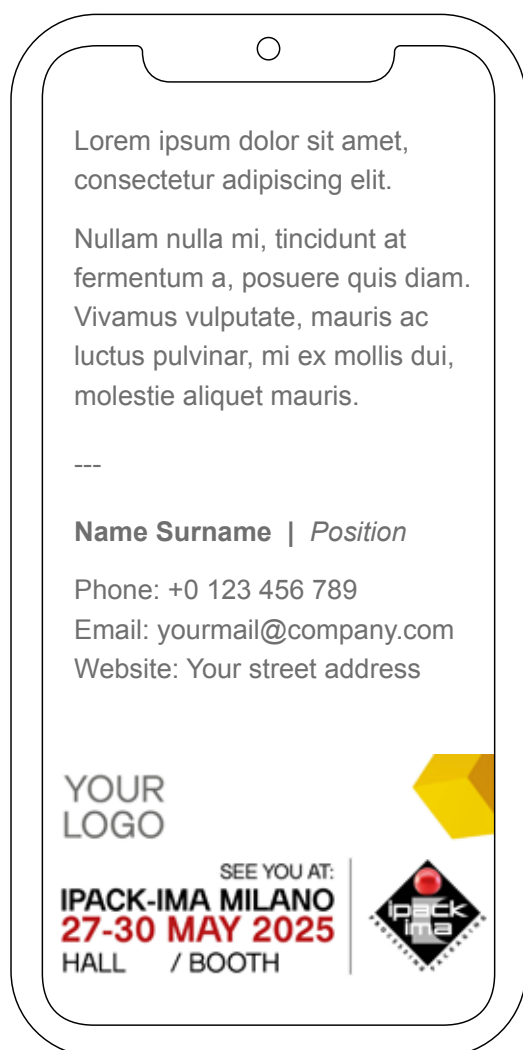 Lorem ipsum dolor sit amet,
consectetur adipiscing elit.
Nullam nulla mi, tincidunt at
fermentum a, posuere quis diam.
Vivamus vulputate, mauris ac
luctus pulvinar, mi ex mollis dui,
molestie aliquet mauris.
---
Name Surname | Position
Phone: +0 123 456 789
Email: yourmail@company.com
Website: Your street address
YOUR
LOGO
SEE YOU AT:
IPACK-IMA MILANO
27-30 MAY 2025
HALL / BOOTH
ipack
ima
PROCESSING & PACKAGING